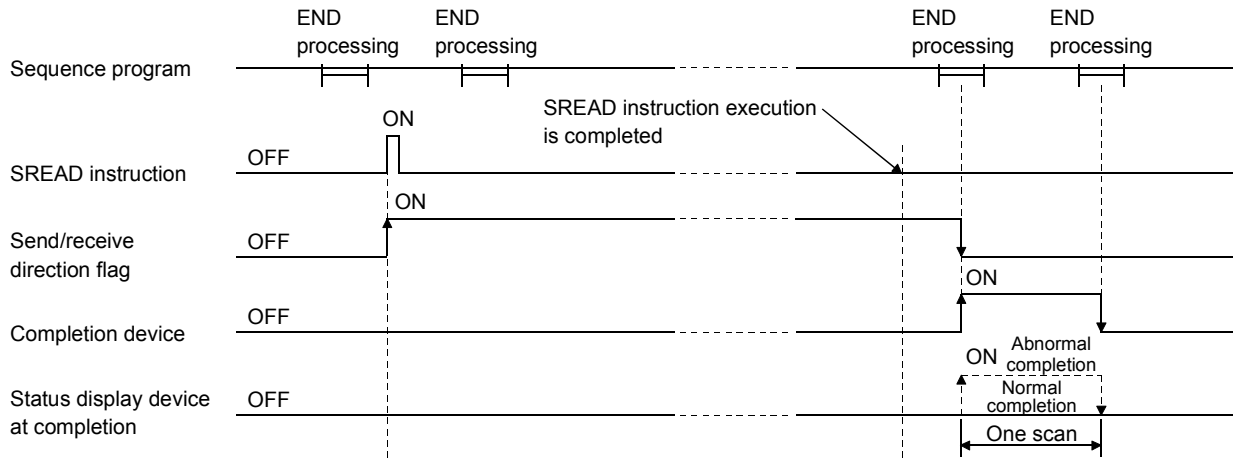 END
processing
END
processing
END
processing
END
processing
Sequence program
SREAD instruction execution
is completed
ON
OFF
SREAD instruction
ON
OFF
Send/receive
direction flag
ON
OFF
Completion device
ON
Abnormal
completion
Normal
completion
OFF
Status display device
at completion
One scan